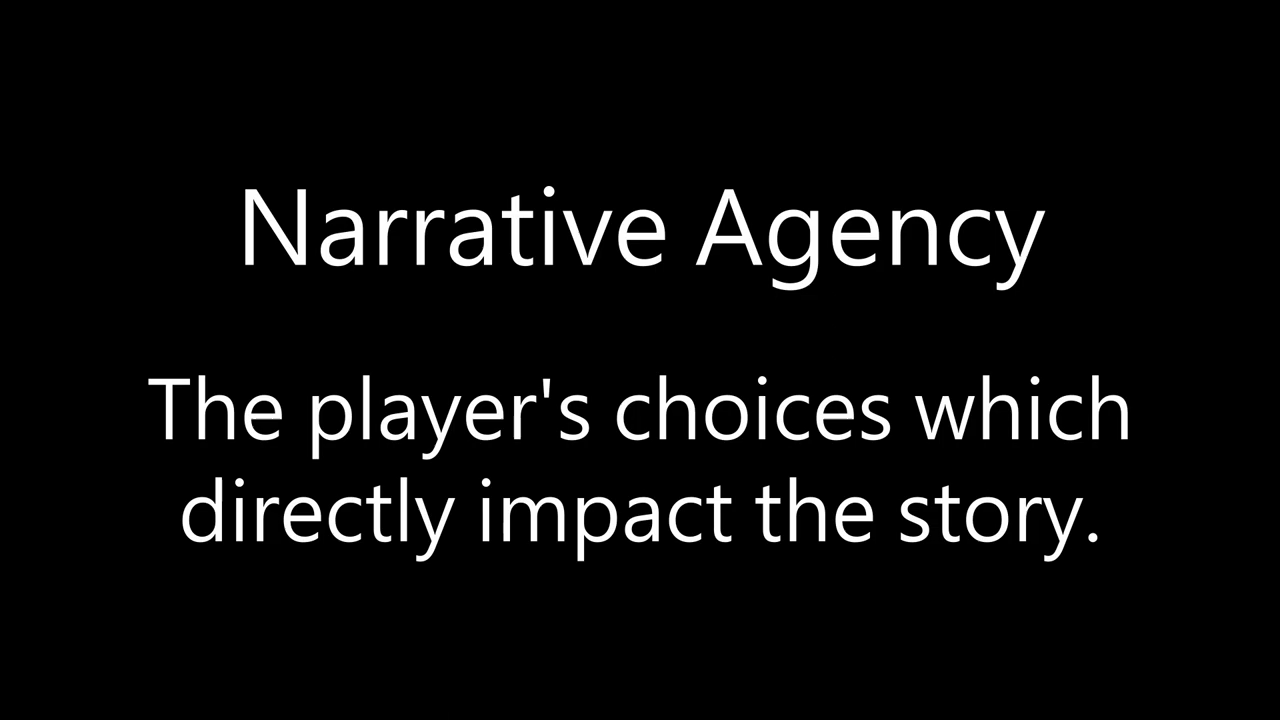 Narrative Agency
The player's choices which
directly impact the story.